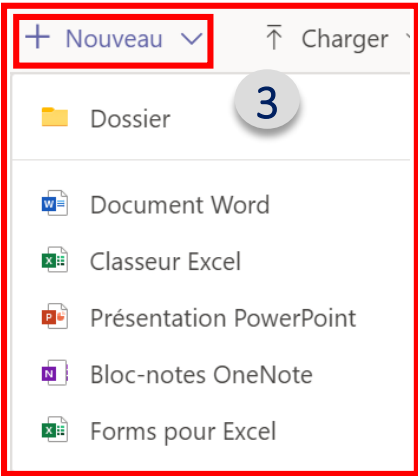 + Nouveau
Charger
3
Dossier
Document Word
Classeur Excel
Présentation PowerPoint
Bloc-notes OneNote
Forms pour Excel